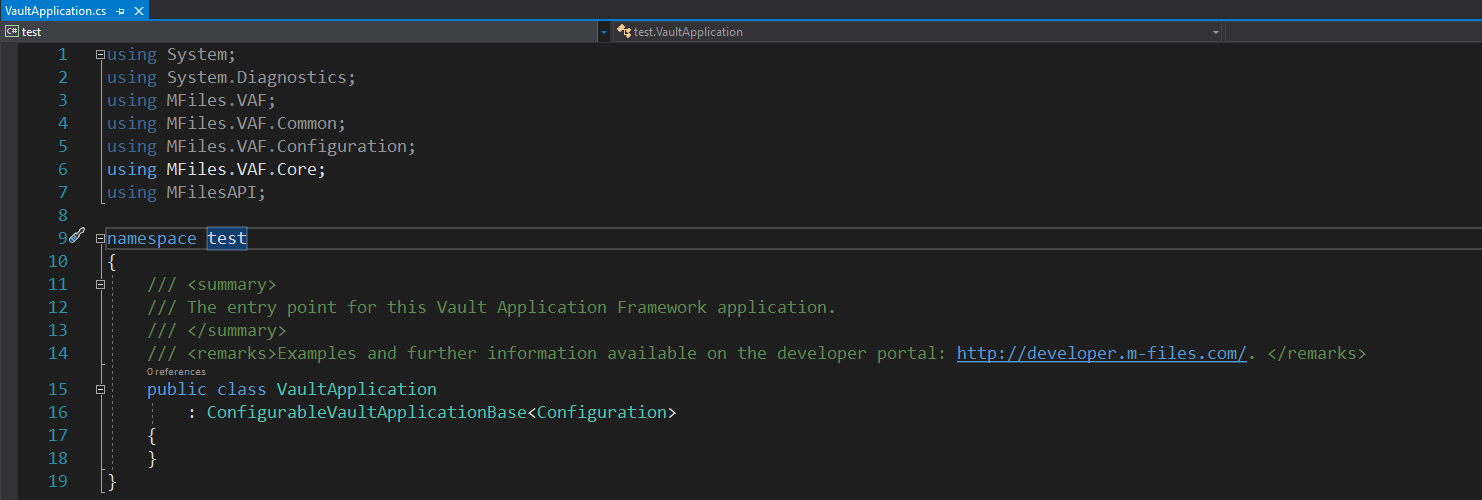 VaultApplication.cs
C# test
test.VaultApplication
1 using System;
2 using System.Diagnostics;
3 using MFiles.VAF;
4 using MFiles.VAF.Common;
5 using MFiles.VAF.Configuration;
6 using MFiles.VAF.Core;
7 using MFilesAPI;
8
9 namespace test
10 {
11 /// <summary>
12 /// The entry point for this Vault Application Framework application.
13 /// </summary>
14 /// <remarks>Examples and further information available on the developer portal: http://developer.m-files.com/. </remarks>
0 references
15 public class VaultApplication
16 : ConfigurableVaultApplicationBase<Configuration>
17 {
18 }
19 }